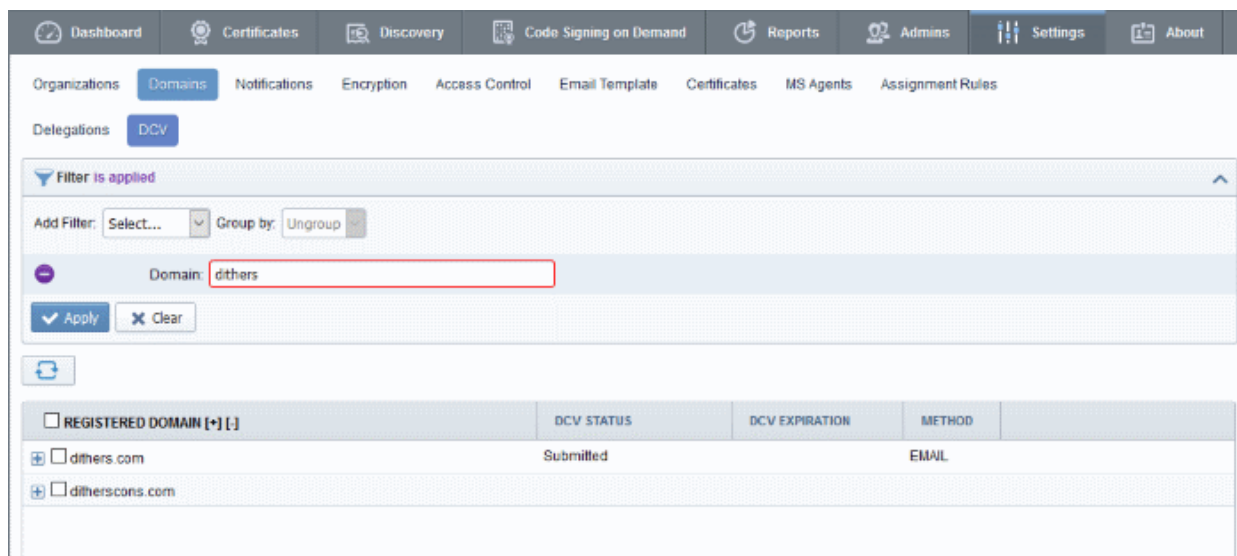 Dashboard Certificates Discovery Code Signing on Demand Reports Admins Settings About
Organizations Domains Notifications Encryption Access Control Email Template Certificates MS Agents Assignment Rules
Delegations DCV
Filter is applied
Add Filter: Select... Group by: Ungroup
Domain: dithers
Apply Clear
REGISTERED DOMAIN [+] [-] DCV STATUS DCV EXPIRATION METHOD
dithers.com Submitted EMAIL
ditherscons.com